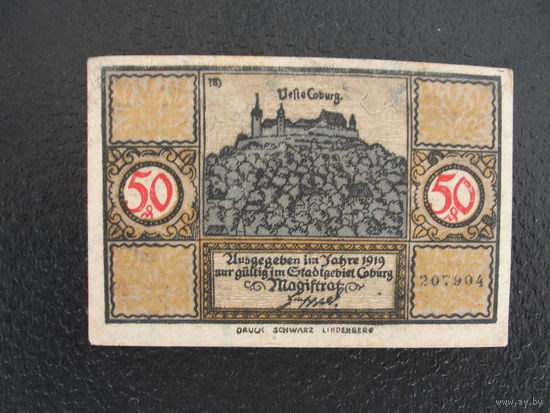 Veste Coburg.
50 50
Ausgegeben im Jahre 1919
nur gültig im Stadtgebiet Coburg
Magistrat
207904
DRUCK SCHWARZ LINDENBERG
www.ay.by